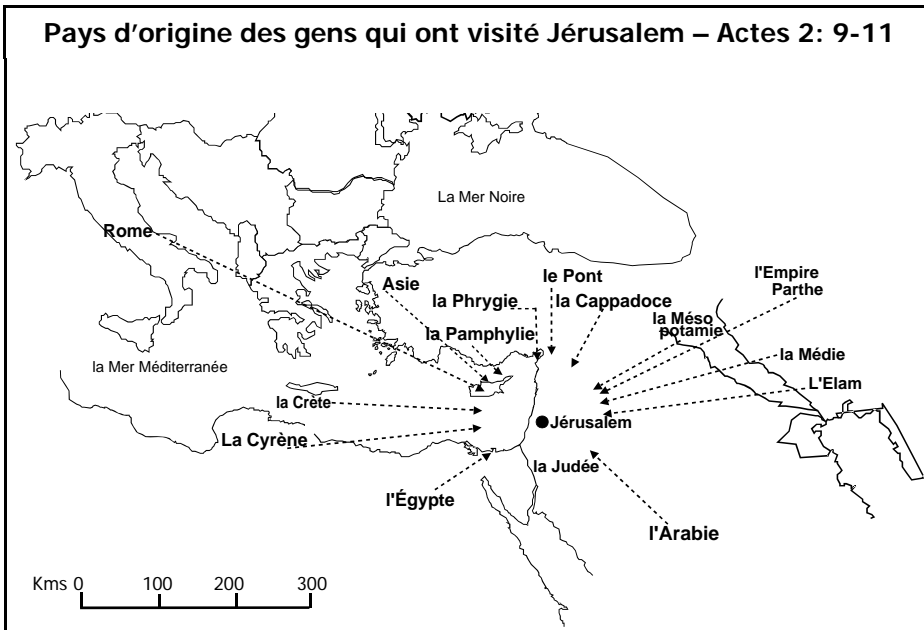 Pays d'origine des gens qui ont visité Jérusalem – Actes 2: 9-11
La Mer Noire
Rome
Asie
le Pont
l'Empire
Parthe
la Phrygie
la Cappadoce
la Méso
potamie
la Pamphylie
la Mer Méditerranée
la Médie
L'Elam
la Crète
Jérusalem
La Cyrène
la Judée
l'Égypte
l'Arabie
Kms 0 100 200 300